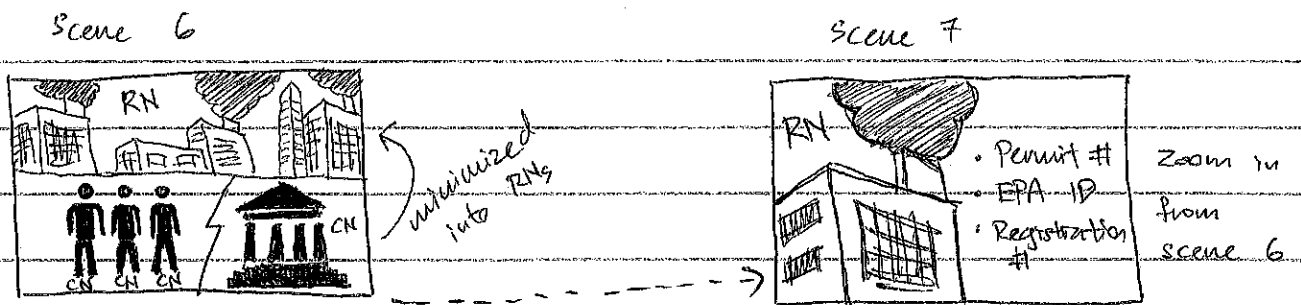 Scene 6
RN
CN CN CN
CN
minimized
into RNs
Scene 7
RN
• Permit #
• EPA ID
• Registration
#
Zoom in
from
scene 6